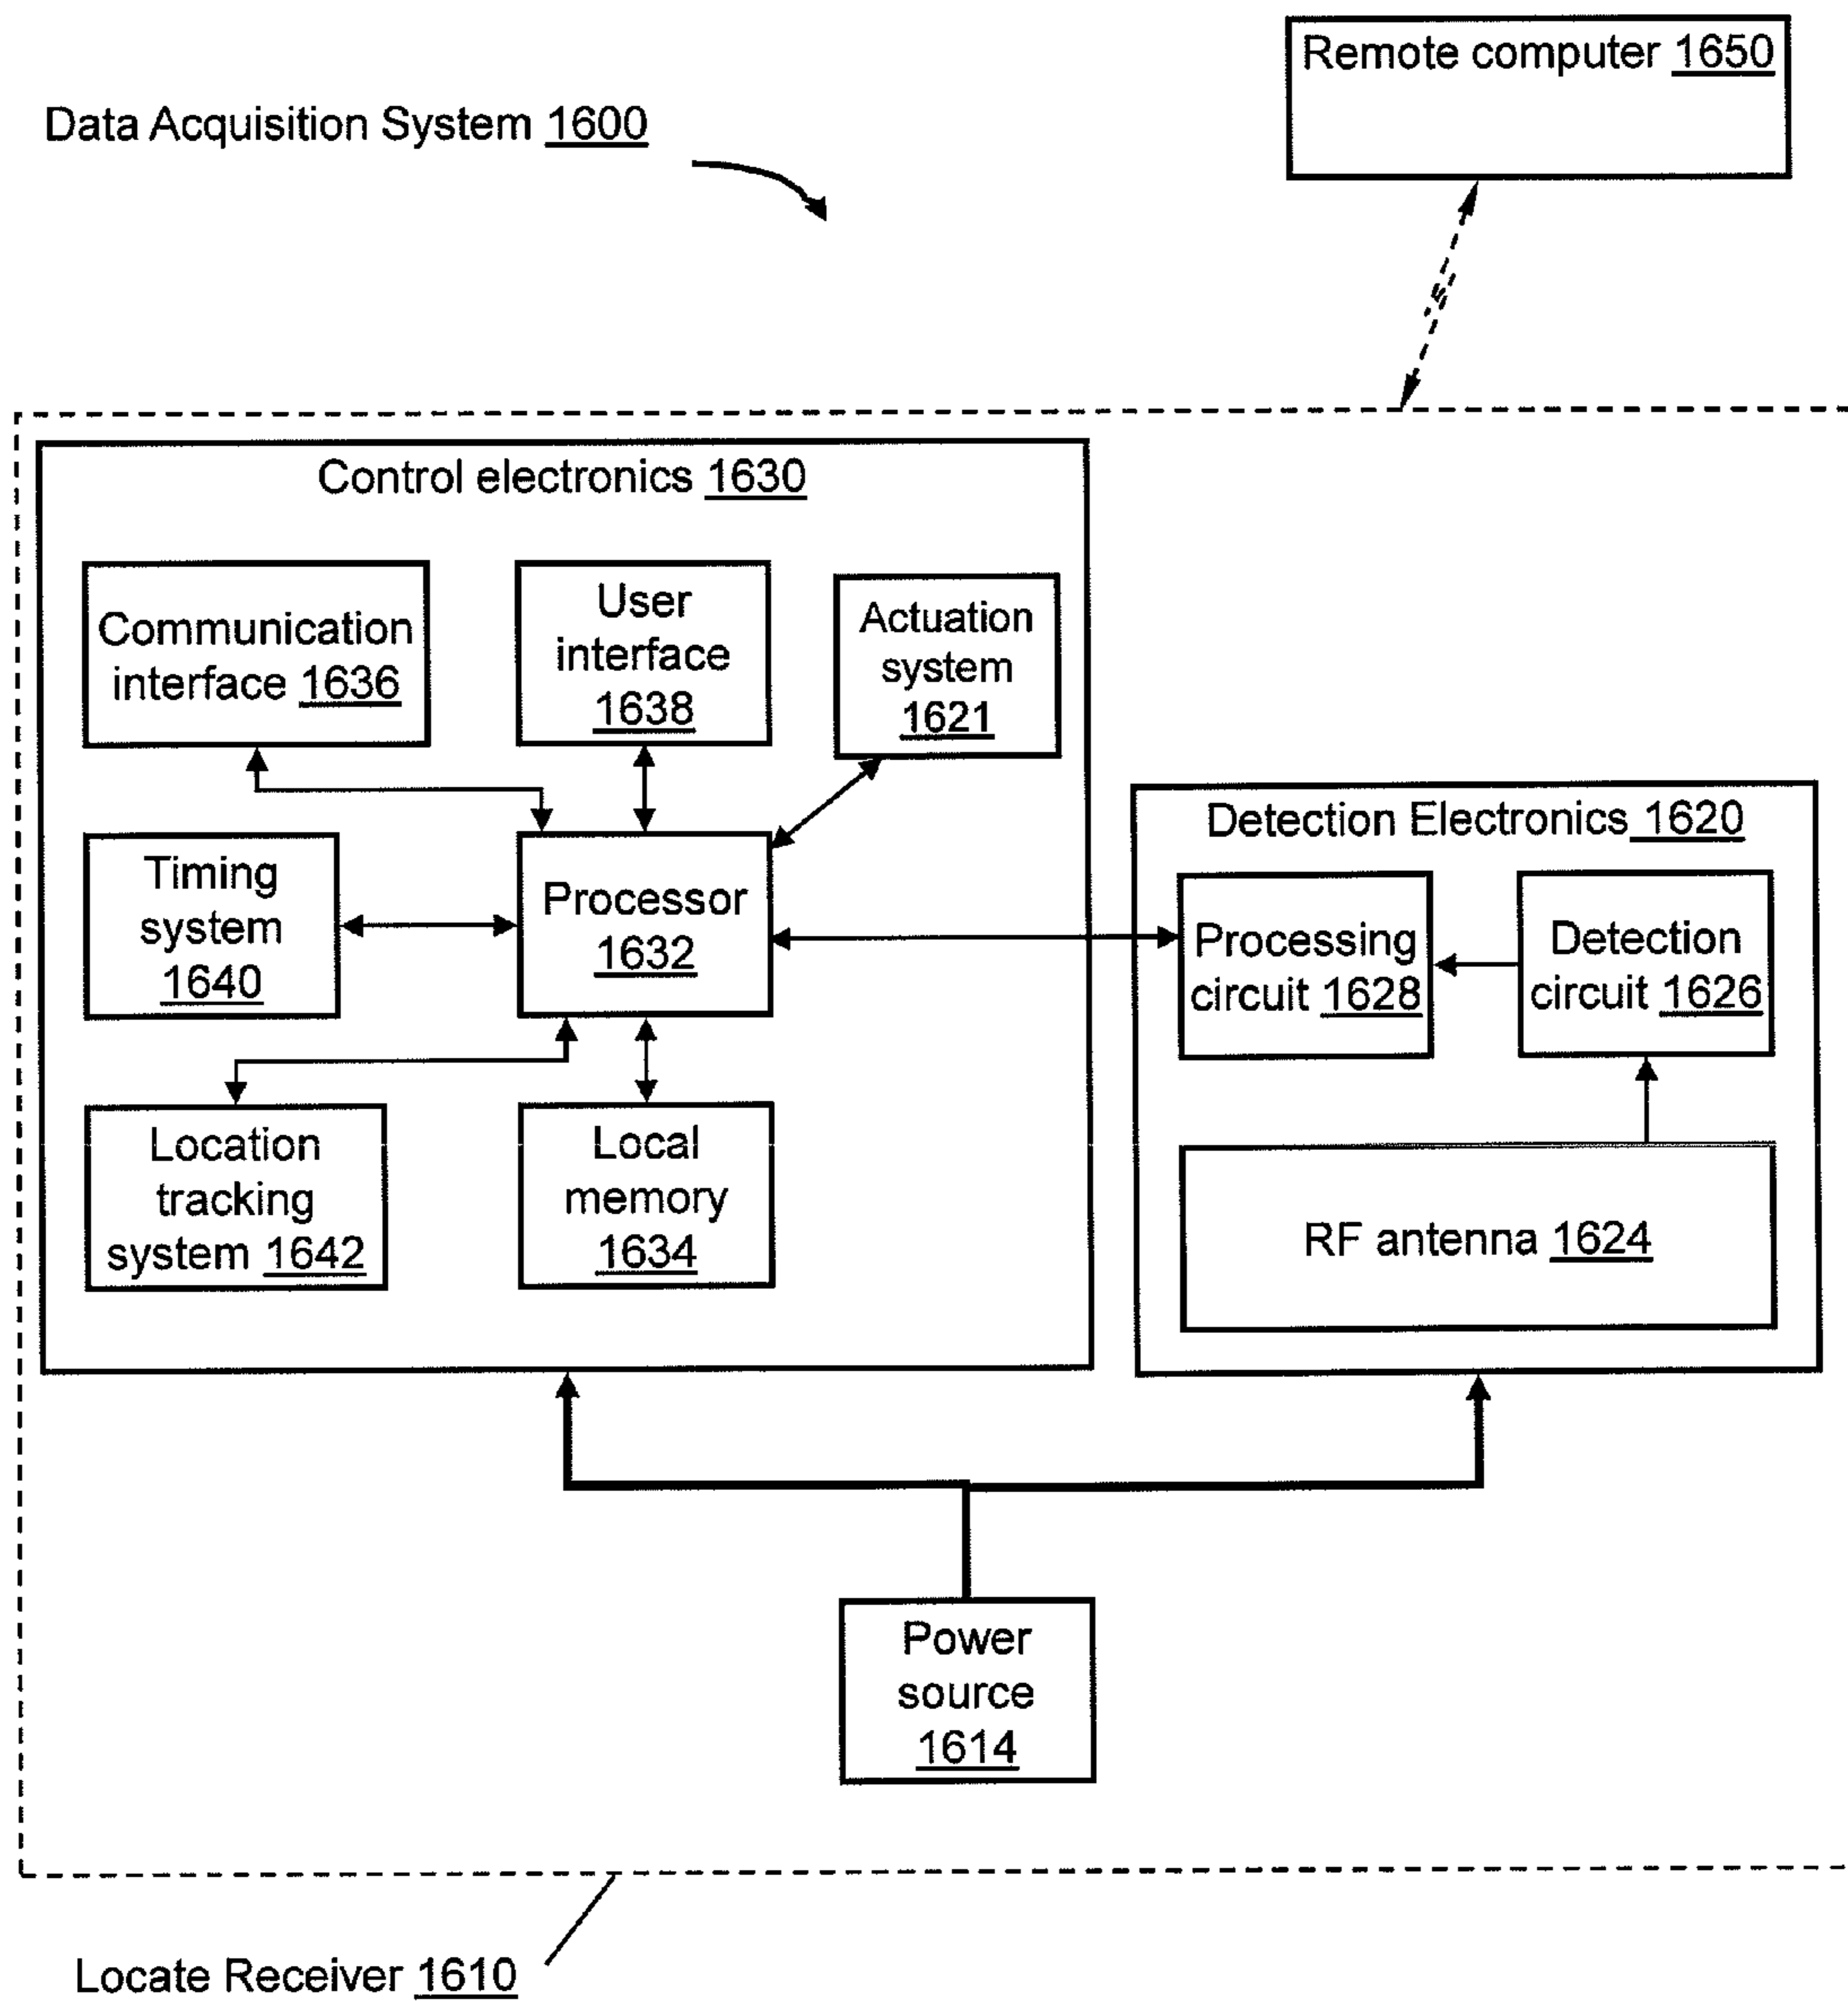 Remote computer 1650
Data Acquisition System 1600
Control electronics 1630
Communication
interface 1636
User
interface
1638
Actuation
system
1621
Timing
system
1640
Processor
1632
Location
tracking
system 1642
Local
memory
1634
Detection Electronics 1620
Processing
circuit 1628
Detection
circuit 1626
RF antenna 1624
Power
source
1614
Locate Receiver 1610